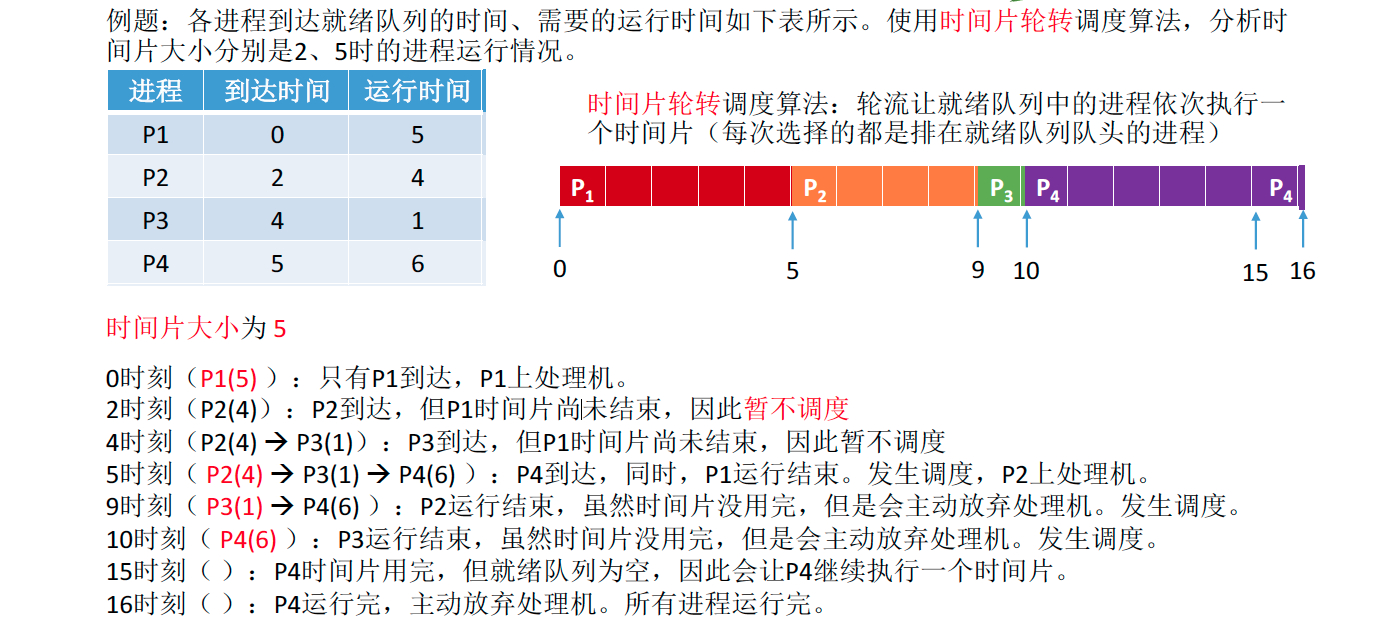 例题：各进程到达就绪队列的时间、需要的运行时间如下表所示。使用时间片轮转调度算法，分析时
间片大小分别是2、5时的进程运行情况。
进程 到达时间 运行时间
P1 0 5
P2 2 4
P3 4 1
P4 5 6
时间片轮转调度算法：轮流让就绪队列中的进程依次执行一
个时间片（每次选择的都是排在就绪队列队头的进程）
P1 P2 P3 P4 P4
0 5 9 10 15 16
时间片大小为 5
0时刻（P1(5) ）：只有P1到达，P1上处理机。
2时刻（P2(4)）：P2到达，但P1时间片尚未结束，因此暂不调度
4时刻（P2(4) → P3(1)）：P3到达，但P1时间片尚未结束，因此暂不调度
5时刻（ P2(4) → P3(1) → P4(6) ）：P4到达，同时，P1运行结束。发生调度，P2上处理机。
9时刻（ P3(1) → P4(6) ）：P2运行结束，虽然时间片没用完，但是会主动放弃处理机。发生调度。
10时刻（ P4(6) ）：P3运行结束，虽然时间片没用完，但是会主动放弃处理机。发生调度。
15时刻（ ）：P4时间片用完，但就绪队列为空，因此会让P4继续执行一个时间片。
16时刻（ ）：P4运行完，主动放弃处理机。所有进程运行完。